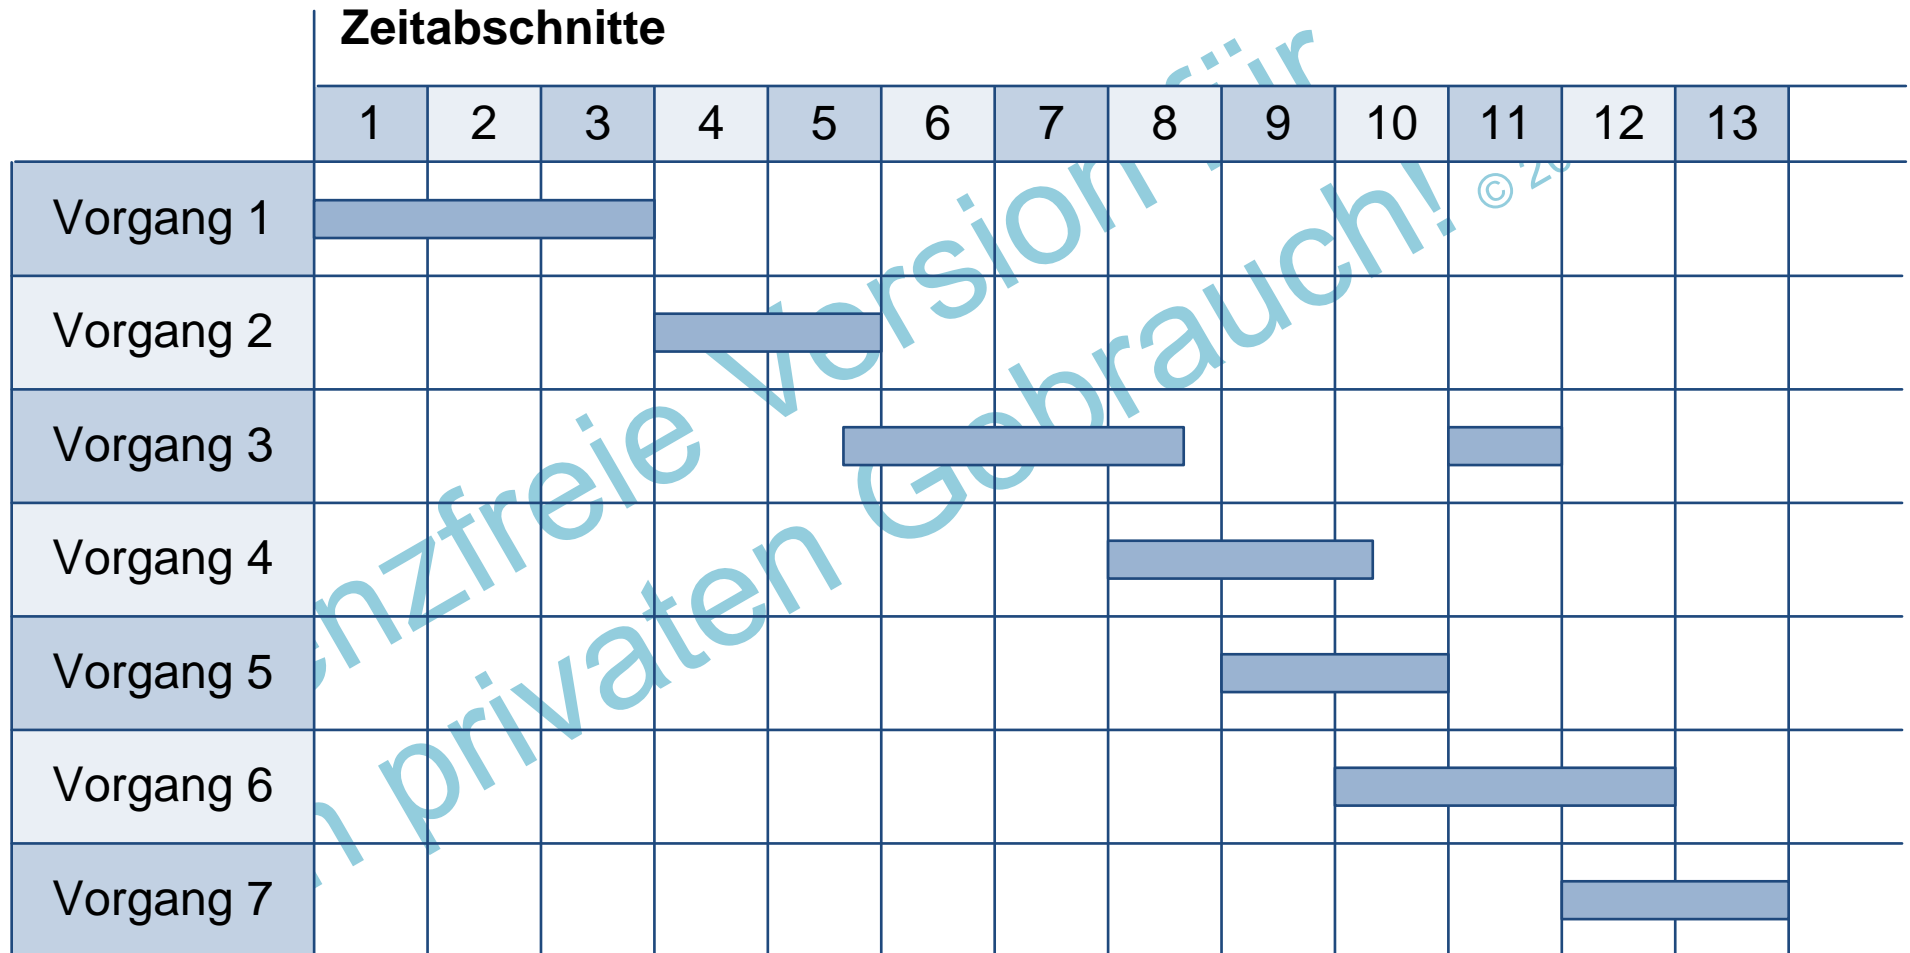 Zeitabschnitte
1 2 3 4 5 6 7 8 9 10 11 12 13
Vorgang 1
Vorgang 2
Vorgang 3
Vorgang 4
Vorgang 5
Vorgang 6
Vorgang 7
nzfreie Version für
privaten Gebrauch! ©